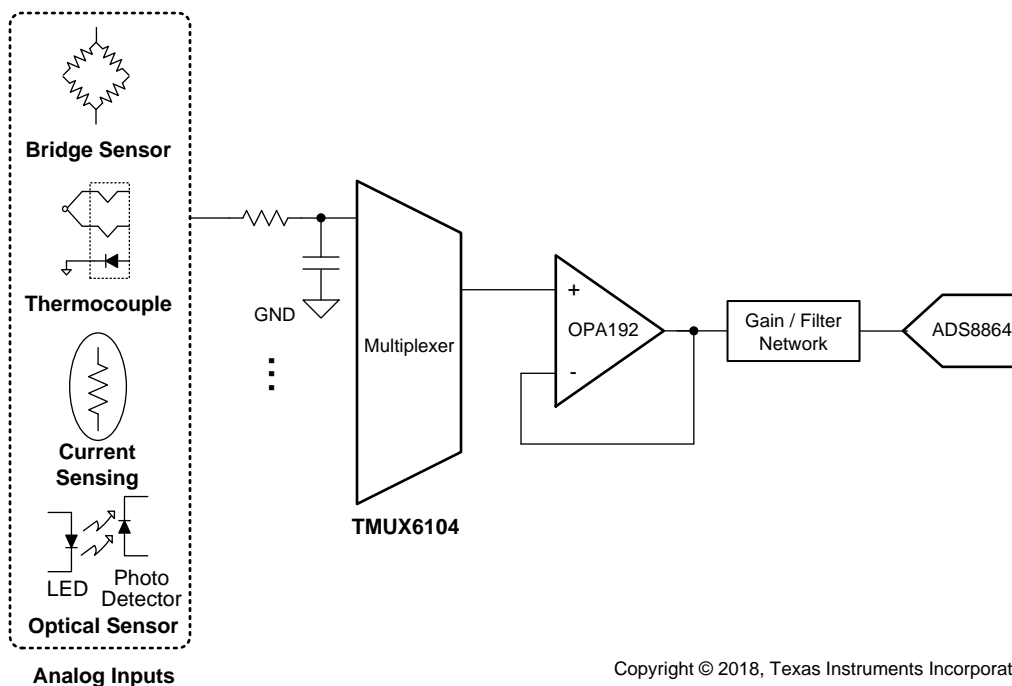 Bridge Sensor
Thermocouple
Current
Sensing
LED
Photo
Detector
Optical Sensor
Analog Inputs
GND
Multiplexer
TMUX6104
+
OPA192
-
Gain / Filter
Network
ADS8864
Copyright © 2018, Texas Instruments Incorporat